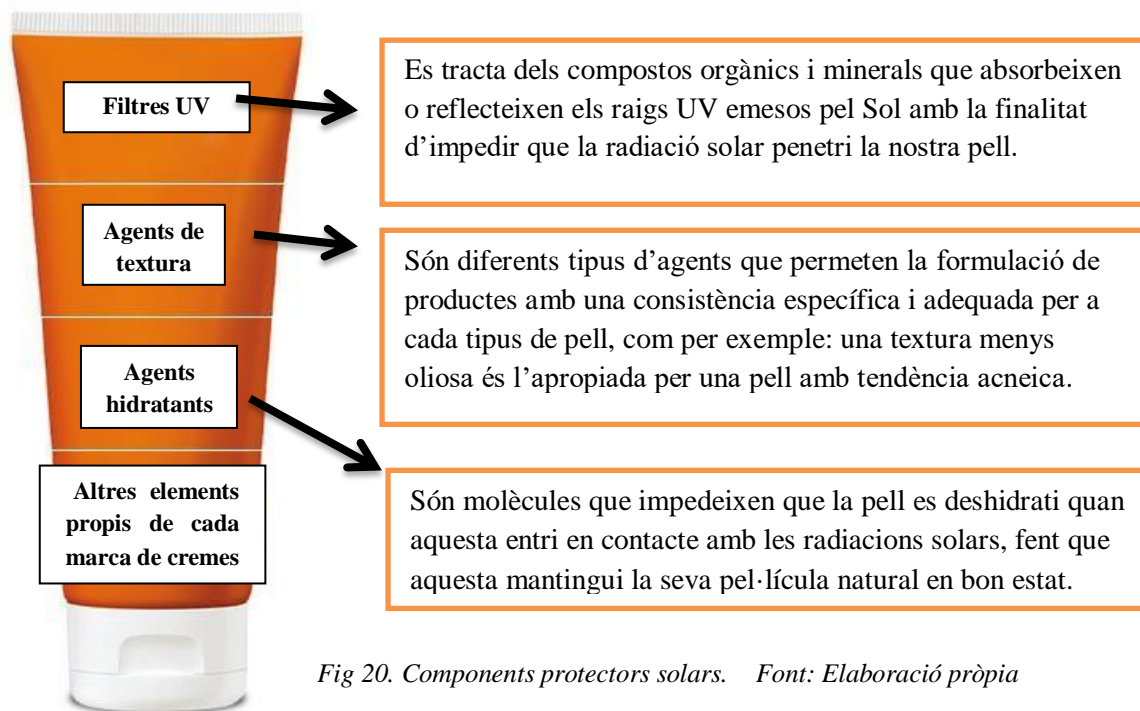 Filtres UV
Es tracta dels compostos orgànics i minerals que absorbeixen
o reflecteixen els raigs UV emesos pel Sol amb la finalitat
d’impedir que la radiació solar penetri la nostra pell.
Agents de
textura
Són diferents tipus d’agents que permeten la formulació de
productes amb una consistència específica i adequada per a
cada tipus de pell, com per exemple: una textura menys
oliosa és l’apropiada per una pell amb tendència acneica.
Agents
hidratants
Són molècules que impedeixen que la pell es deshidrati quan
aquesta entri en contacte amb les radiacions solars, fent que
aquesta mantingui la seva pel·lícula natural en bon estat.
Altres elements
propis de cada
marca de cremes
Fig 20. Components protectors solars. Font: Elaboració pròpia